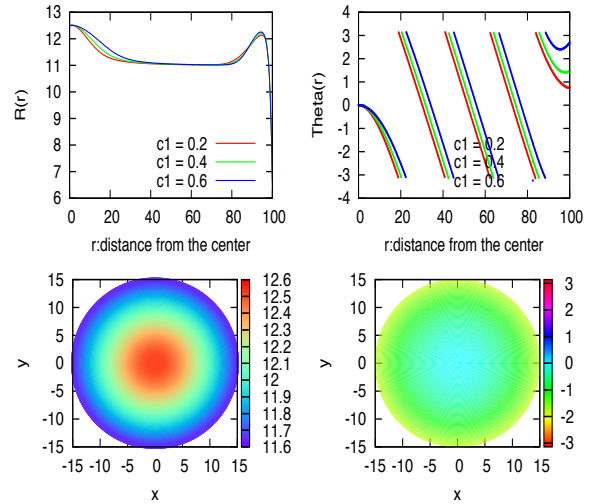 13
12
11
10
9
8
7
6
R(r)
c1 = 0.2
c1 = 0.4
c1 = 0.6
0 20 40 60 80 100
r:distance from the center
4
3
2
1
0
-1
-2
-3
-4
Theta(r)
c1 = 0.2
c1 = 0.4
c1 = 0.6
0 20 40 60 80 100
r:distance from the center
15
10
5
0
-5
-10
-15
y
-15 -10 -5 0 5 10 15
x
12.6
12.5
12.4
12.3
12.2
12.1
12
11.9
11.8
11.7
11.6
15
10
5
0
-5
-10
-15
y
-15 -10 -5 0 5 10 15
x
3
2
1
0
-1
-2
-3